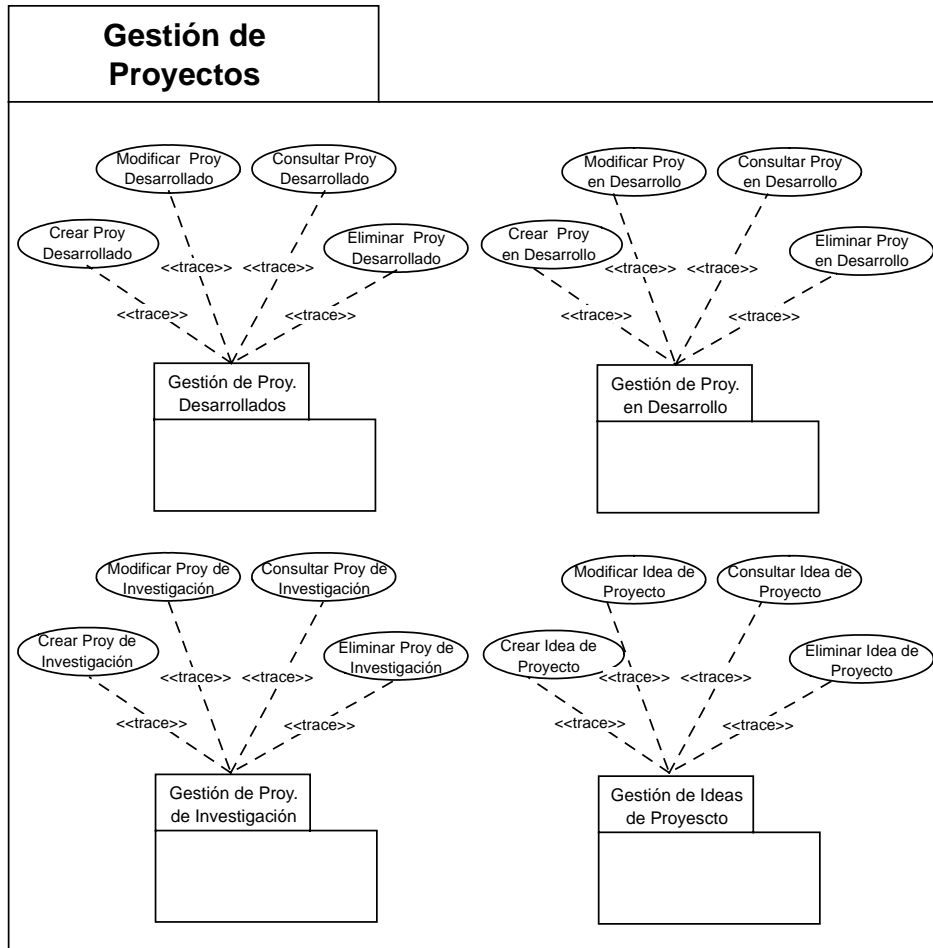 Gestión de
Proyectos
Modificar Proy
Desarrollado
Consultar Proy
Desarrollado
Crear Proy
Desarrollado
Eliminar Proy
Desarrollado
<<trace>>
<<trace>>
<<trace>>
<<trace>>
Gestión de Proy.
Desarrollados
Modificar Proy
en Desarrollo
Consultar Proy
en Desarrollo
Crear Proy
en Desarrollo
Eliminar Proy
en Desarrollo
<<trace>>
<<trace>>
<<trace>>
<<trace>>
Gestión de Proy.
en Desarrollo
Modificar Proy de
Investigación
Consultar Proy de
Investigación
Crear Proy de
Investigación
Eliminar Proy de
Investigación
<<trace>>
<<trace>>
<<trace>>
<<trace>>
Gestión de Proy.
de Investigación
Modificar Idea de
Proyecto
Consultar Idea de
Proyecto
Crear Idea de
Proyecto
Eliminar Idea de
Proyecto
<<trace>>
<<trace>>
<<trace>>
<<trace>>
Gestión de Ideas
de Proyescto